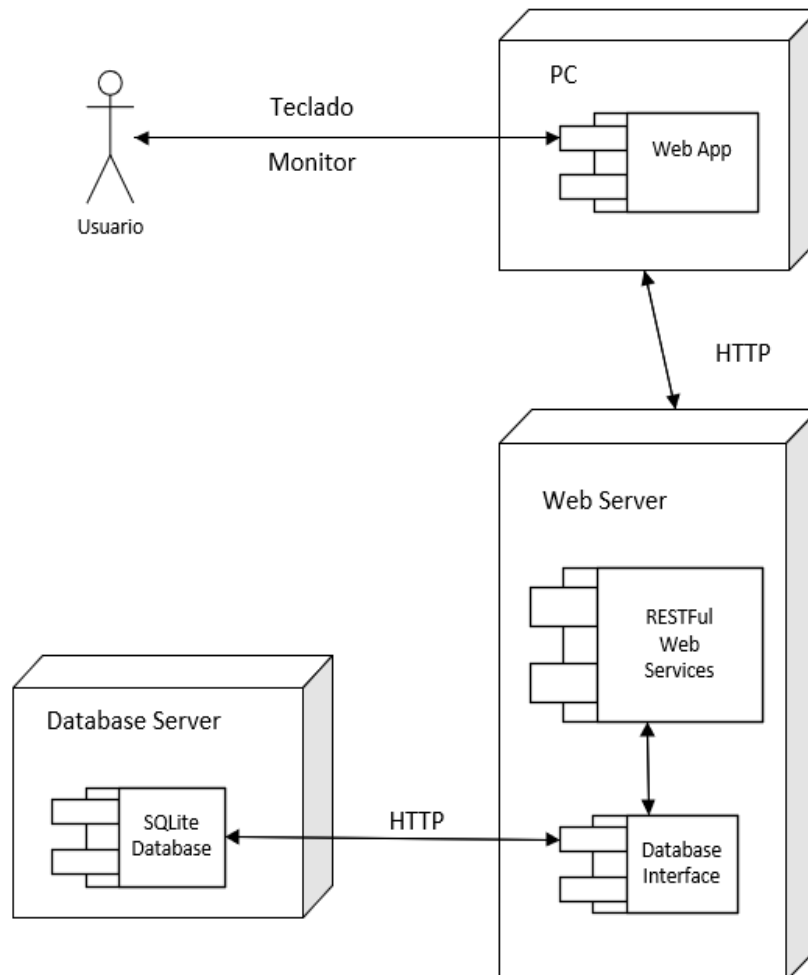 PC
Teclado
Web App
Monitor
Usuario
HTTP
Web Server
RESTFul
Web
Services
Database Server
HTTP
SQLite
Database
Database
Interface